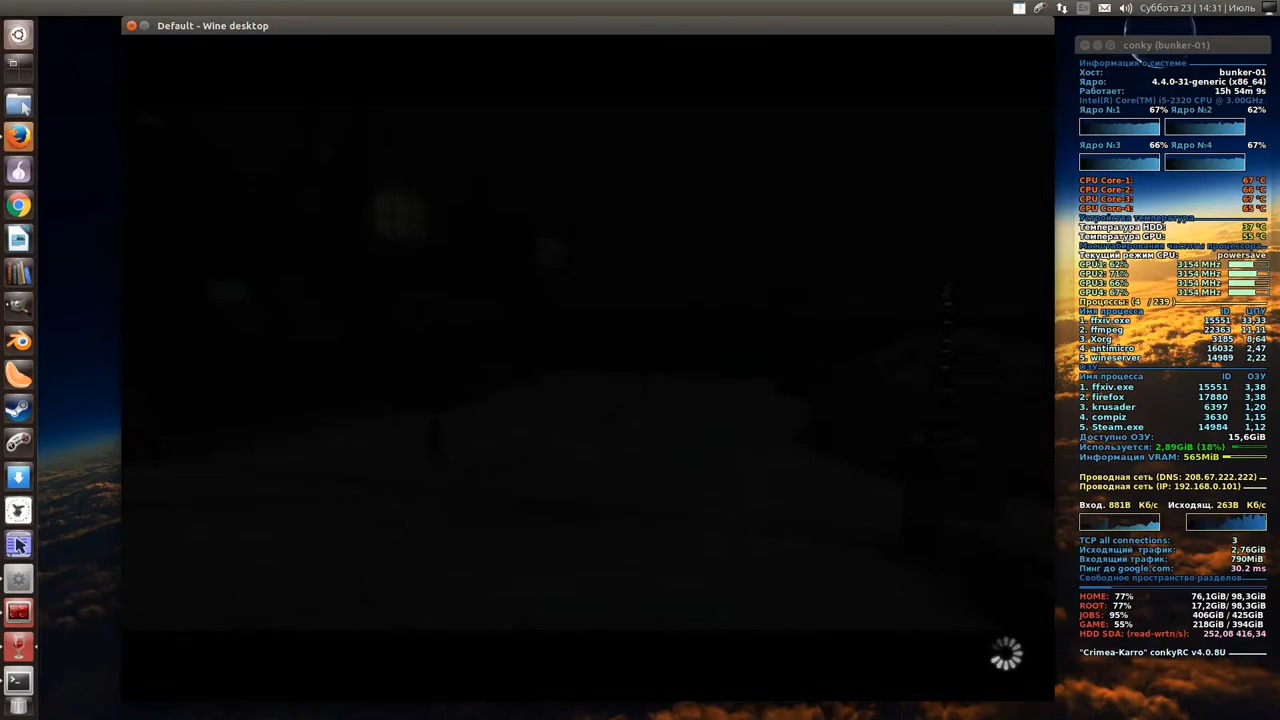 Default - Wine desktop
En
Суббота 23 | 14:31 | Июль
conky (bunker-01)
Информация о системе
Хост: bunker-01
Ядро: 4.4.0-31-generic (x86_64)
Работает: 15h 54m 9s
Intel(R) Core(TM) i5-2320 CPU @ 3.00GHz
Ядро №1 67% Ядро №2 62%
Ядро №3 66% Ядро №4 67%
CPU Core-1: 67 °C
CPU Core-2: 66 °C
CPU Core-3: 67 °C
CPU Core-4: 65 °C
Устройства температура
Температура HDD: 37 °C
Температура GPU: 55 °C
Масштабирования частоты процессора
Текущий режим CPU: powersave
CPU1: 62% 3154 MHz
CPU2: 71% 3154 MHz
CPU3: 66% 3154 MHz
CPU4: 67% 3154 MHz
Процессы: (4 / 239 )
Имя процесса ID ЦПУ
1. ffxiv.exe 15551 33,33
2. ffmpeg 22363 11,11
3. Xorg 3185 8,64
4. antimicro 16032 2,47
5. wineserver 14989 2,22
ОЗУ
Имя процесса ID ОЗУ
1. ffxiv.exe 15551 3,38
2. firefox 17880 3,38
3. krusader 6397 1,20
4. compiz 3630 1,15
5. Steam.exe 14984 1,12
Доступно ОЗУ: 15,6GiB
Используется: 2,89GiB (18%)
Информация VRAM: 565MiB
Проводная сеть (DNS: 208.67.222.222)
Проводная сеть (IP: 192.168.0.101)
Вход. 881B Кб/с Исходящ. 263B Кб/с
TCP all connections: 3
Исходящий трафик: 2,76GiB
Входящий трафик: 790MiB
Пинг до google.com: 30.2 ms
Свободное пространство разделов
HOME: 77% 76,1GiB/ 98,3GiB
ROOT: 77% 17,2GiB/ 98,3GiB
JOBS: 95% 406GiB / 425GiB
GAME: 55% 218GiB / 394GiB
HDD SDA: (read-wrtn/s): 252,08 416,34
"Crimea-Karro" conkyRC v4.0.8U